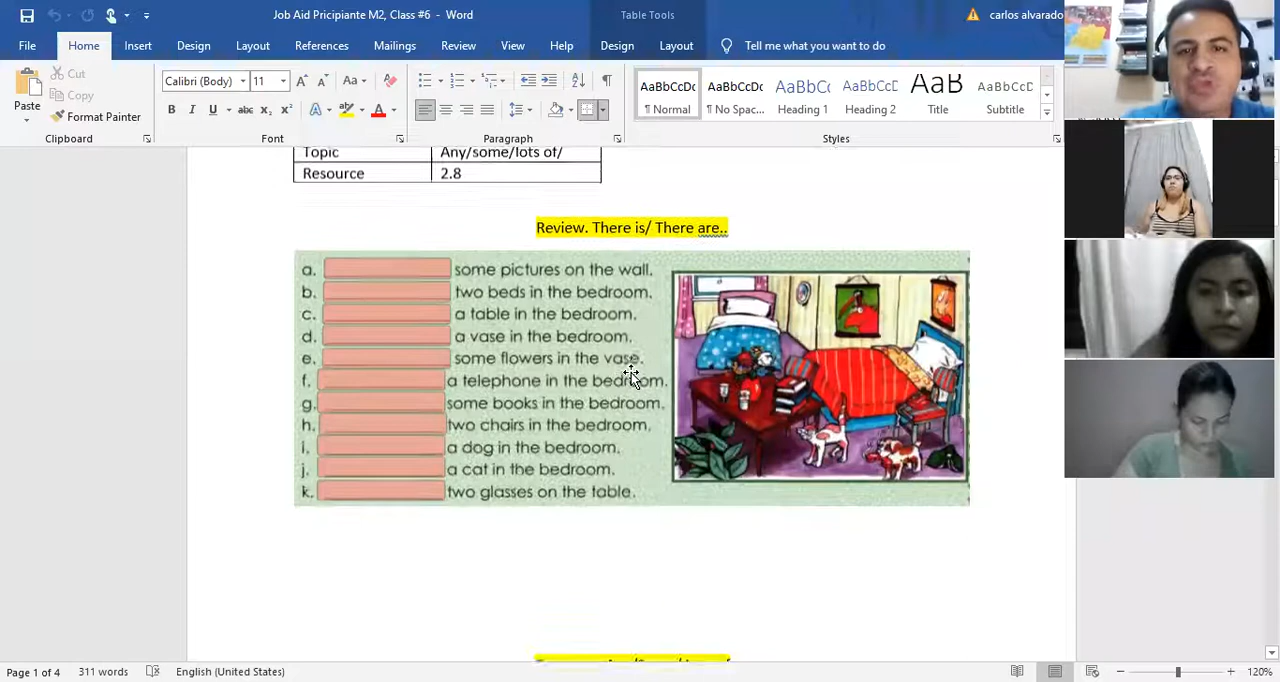 Job Aid Pricipiante M2, Class #6 - Word
Table Tools
carlos alvarado
File Home Insert Design Layout References Mailings Review View Help Design Layout Tell me what you want to do
Paste
Cut
Copy
Format Painter
Clipboard
Calibri (Body) 11
Font
Paragraph
AaBbCcDc AaBbCcDc AaBbCc AaBbCcD AaB AaBbCcD
¶ Normal ¶ No Spac... Heading 1 Heading 2 Title Subtitle
Styles
Topic Any/some/lots of/
Resource 2.8
Review. There is/ There are..
a. some pictures on the wall.
b. two beds in the bedroom.
c. a table in the bedroom.
d. a vase in the bedroom.
e. some flowers in the vase.
f. a telephone in the bedroom.
g. some books in the bedroom.
h. two chairs in the bedroom.
i. a dog in the bedroom.
j. a cat in the bedroom.
k. two glasses on the table.
Page 1 of 4 311 words English (United States) 120%